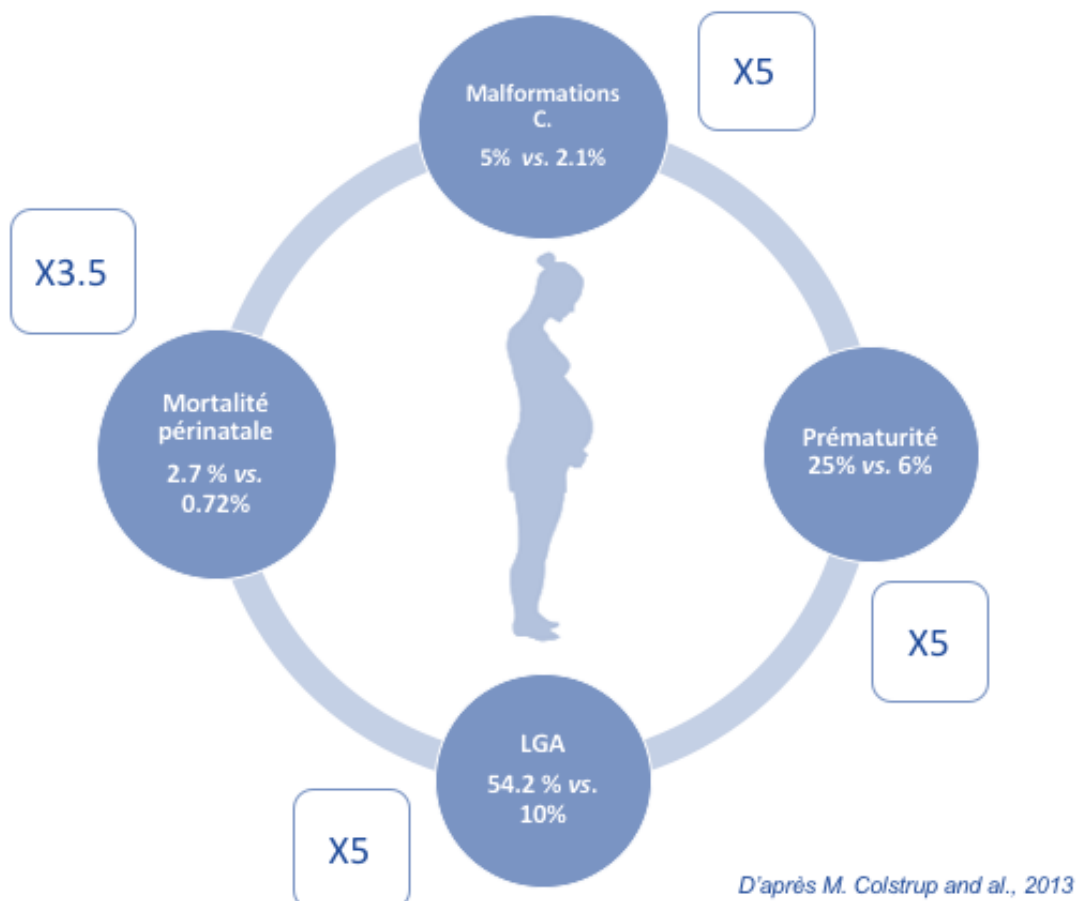 Malformations
C.
5% vs. 2.1%
X5
X3.5
Mortalité
périnatale
2.7 % vs.
0.72%
Prématurité
25% vs. 6%
X5
LGA
54.2 % vs.
10%
X5
D'après M. Colstrup and al., 2013